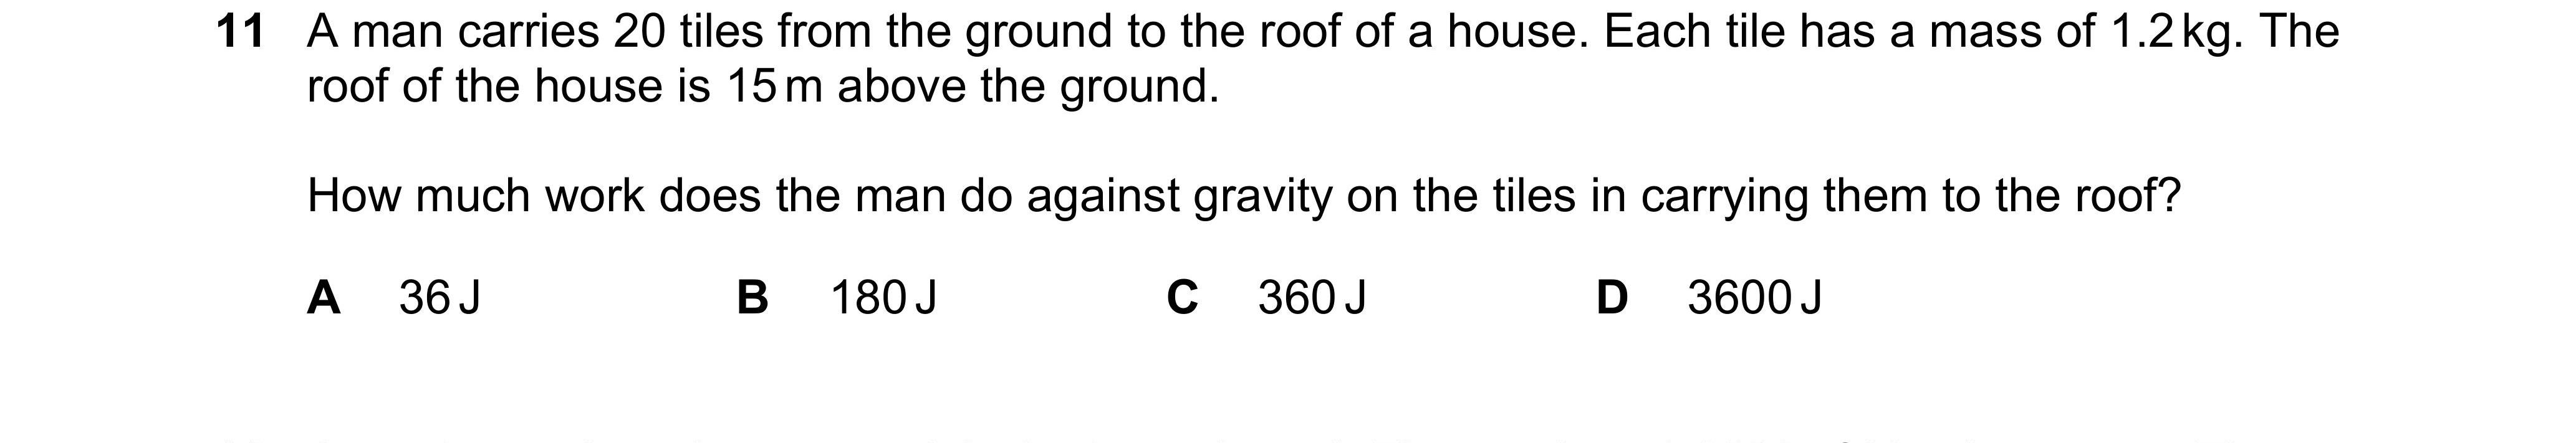 11 A man carries 20 tiles from the ground to the roof of a house. Each tile has a mass of 1.2 kg. The
roof of the house is 15 m above the ground.
How much work does the man do against gravity on the tiles in carrying them to the roof?
A 36 J B 180 J C 360 J D 3600 J